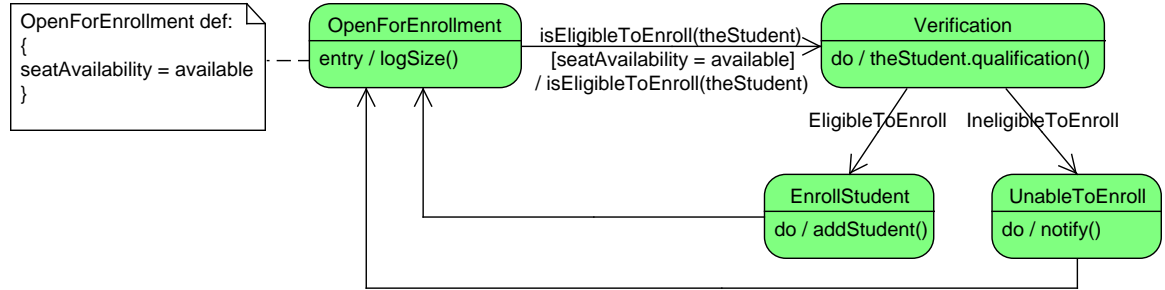 OpenForEnrollment def:
{
seatAvailability = available
}
OpenForEnrollment
entry / logSize()
isEligibleToEnroll(theStudent)
[seatAvailability = available]
/ isEligibleToEnroll(theStudent)
Verification
do / theStudent.qualification()
EligibleToEnroll
IneligibleToEnroll
EnrollStudent
do / addStudent()
UnableToEnroll
do / notify()